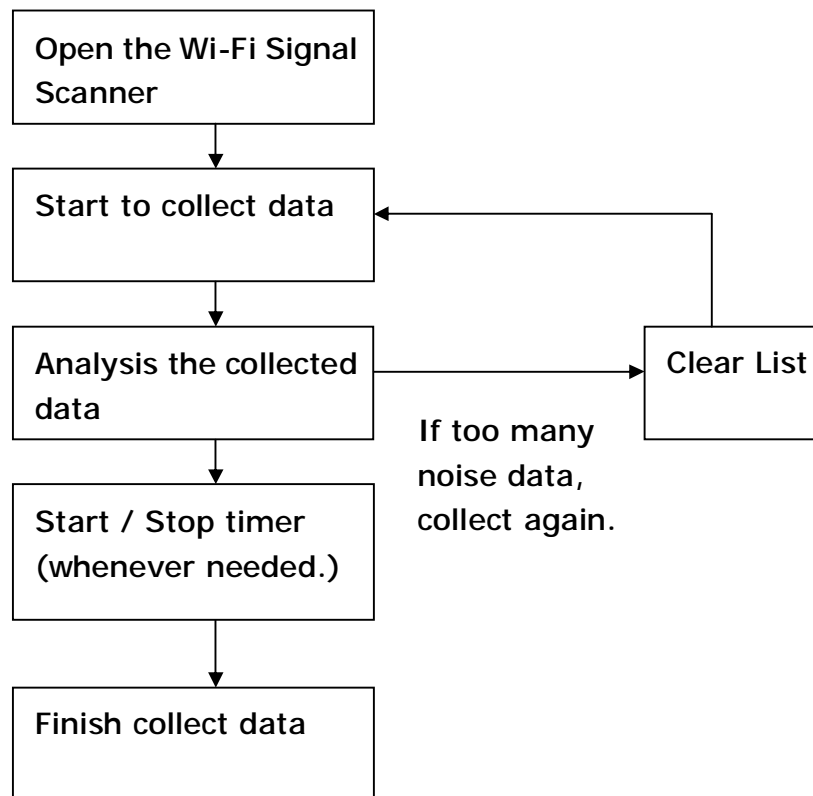 Open the Wi-Fi Signal
Scanner
Start to collect data
Analysis the collected
data
Clear List
If too many
noise data,
collect again.
Start / Stop timer
(whenever needed.)
Finish collect data